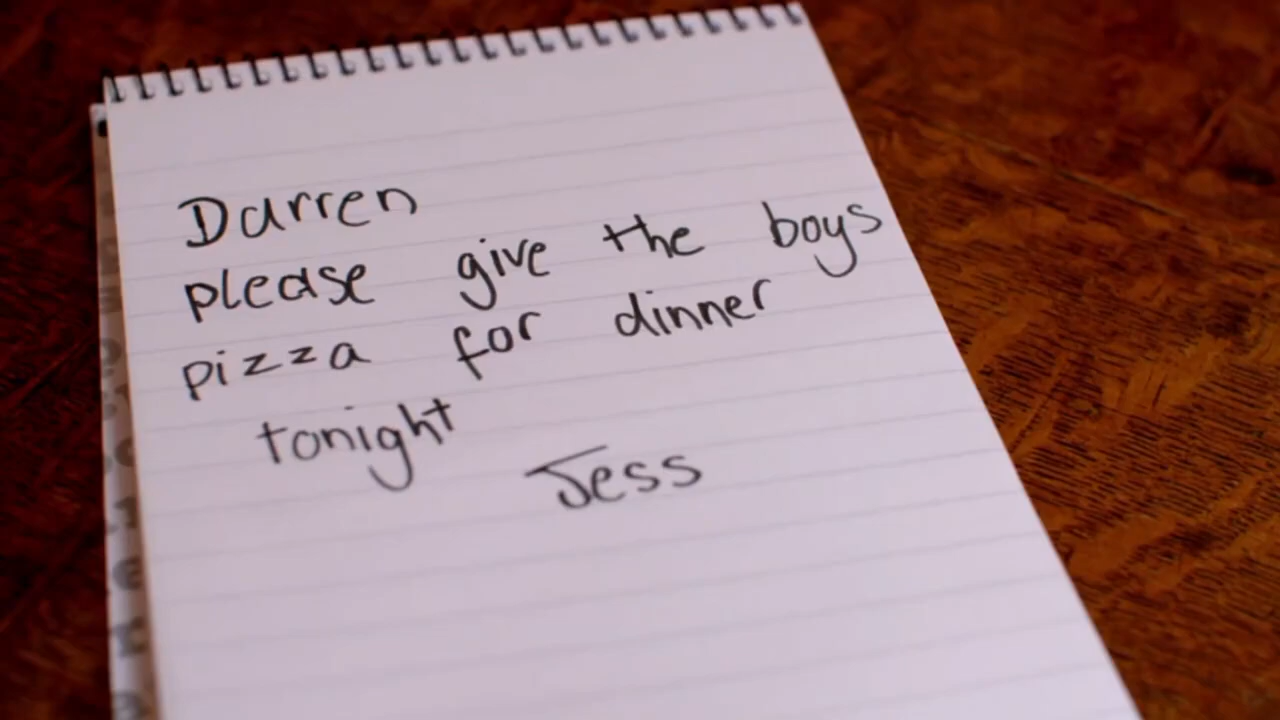 Darren
please give the boys
pizza for dinner
tonight
Jess